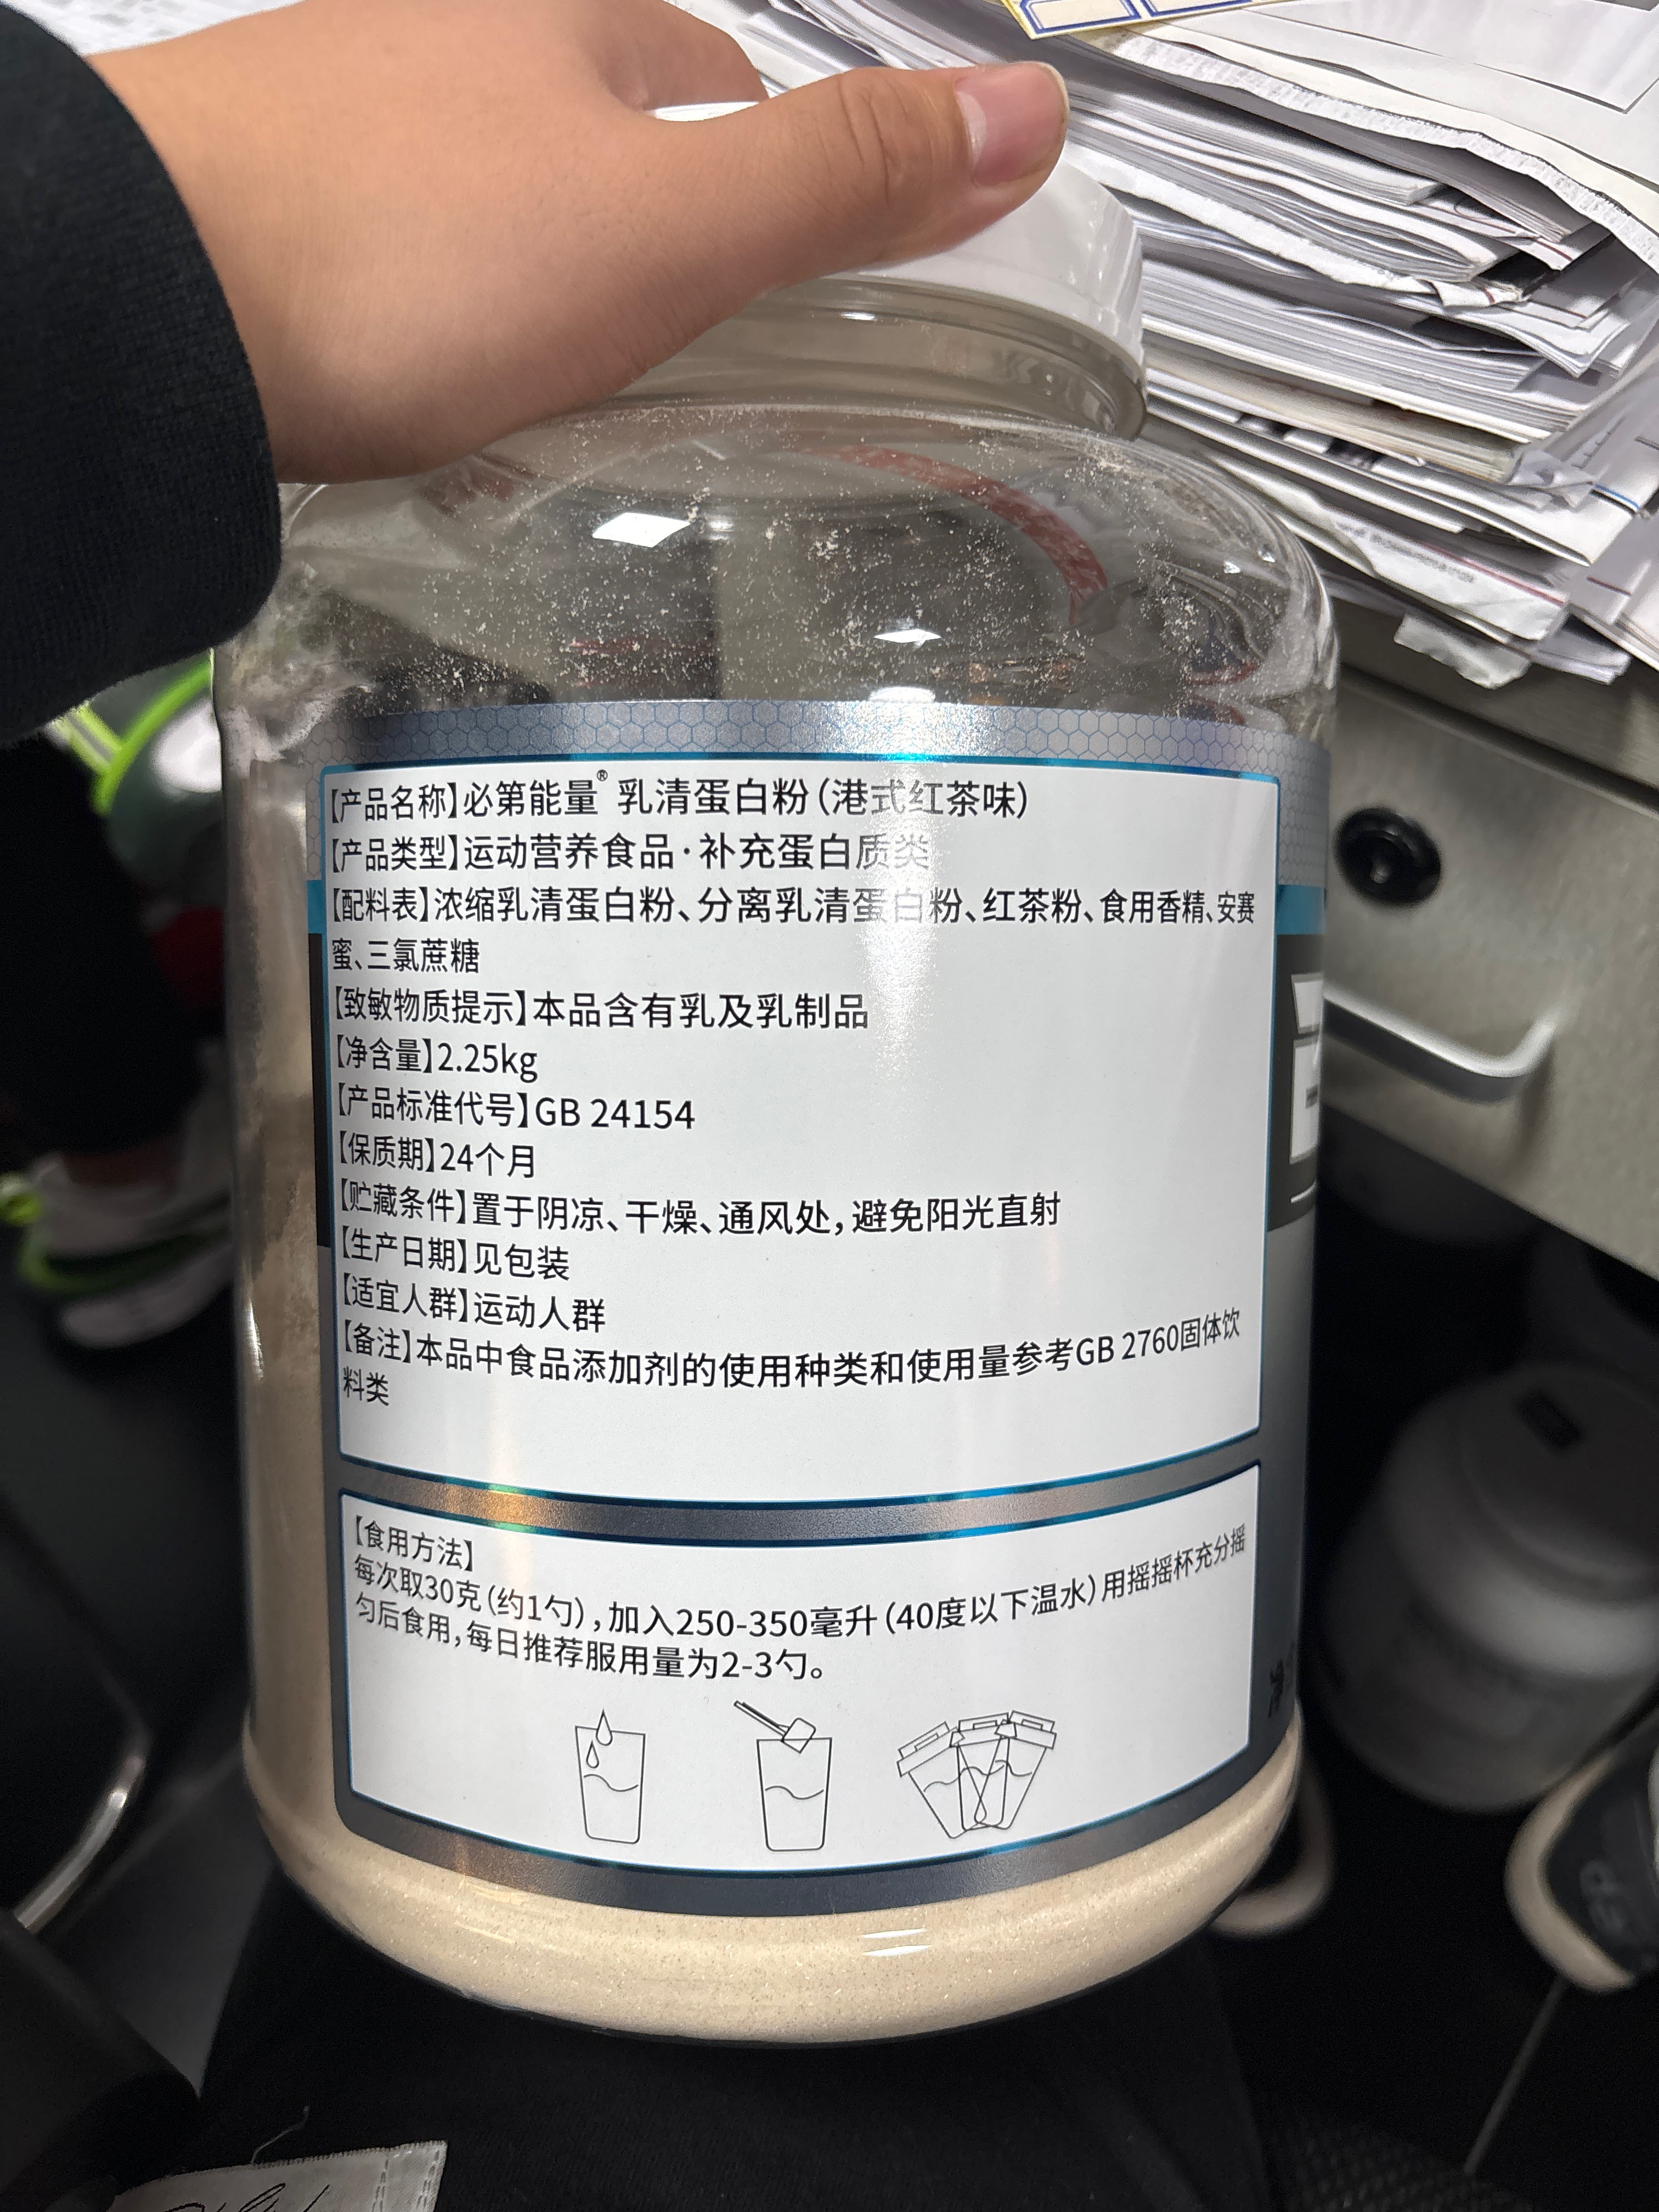 【产品名称】必第能量® 乳清蛋白粉(港式红茶味)
【产品类型】运动营养食品·补充蛋白质类
【配料表】浓缩乳清蛋白粉、分离乳清蛋白粉、红茶粉、食用香精、安赛
蜜、三氯蔗糖
【致敏物质提示】本品含有乳及乳制品
【净含量】2.25kg
【产品标准代号】GB 24154
【保质期】24个月
【贮藏条件】置于阴凉、干燥、通风处,避免阳光直射
【生产日期】见包装
【适宜人群】运动人群
【备注】本品中食品添加剂的使用种类和使用量参考GB 2760固体饮
料类
【食用方法】
每次取30克(约1勺),加入250-350毫升(40度以下温水)用摇摇杯充分摇
匀后食用,每日推荐服用量为2-3勺。
净